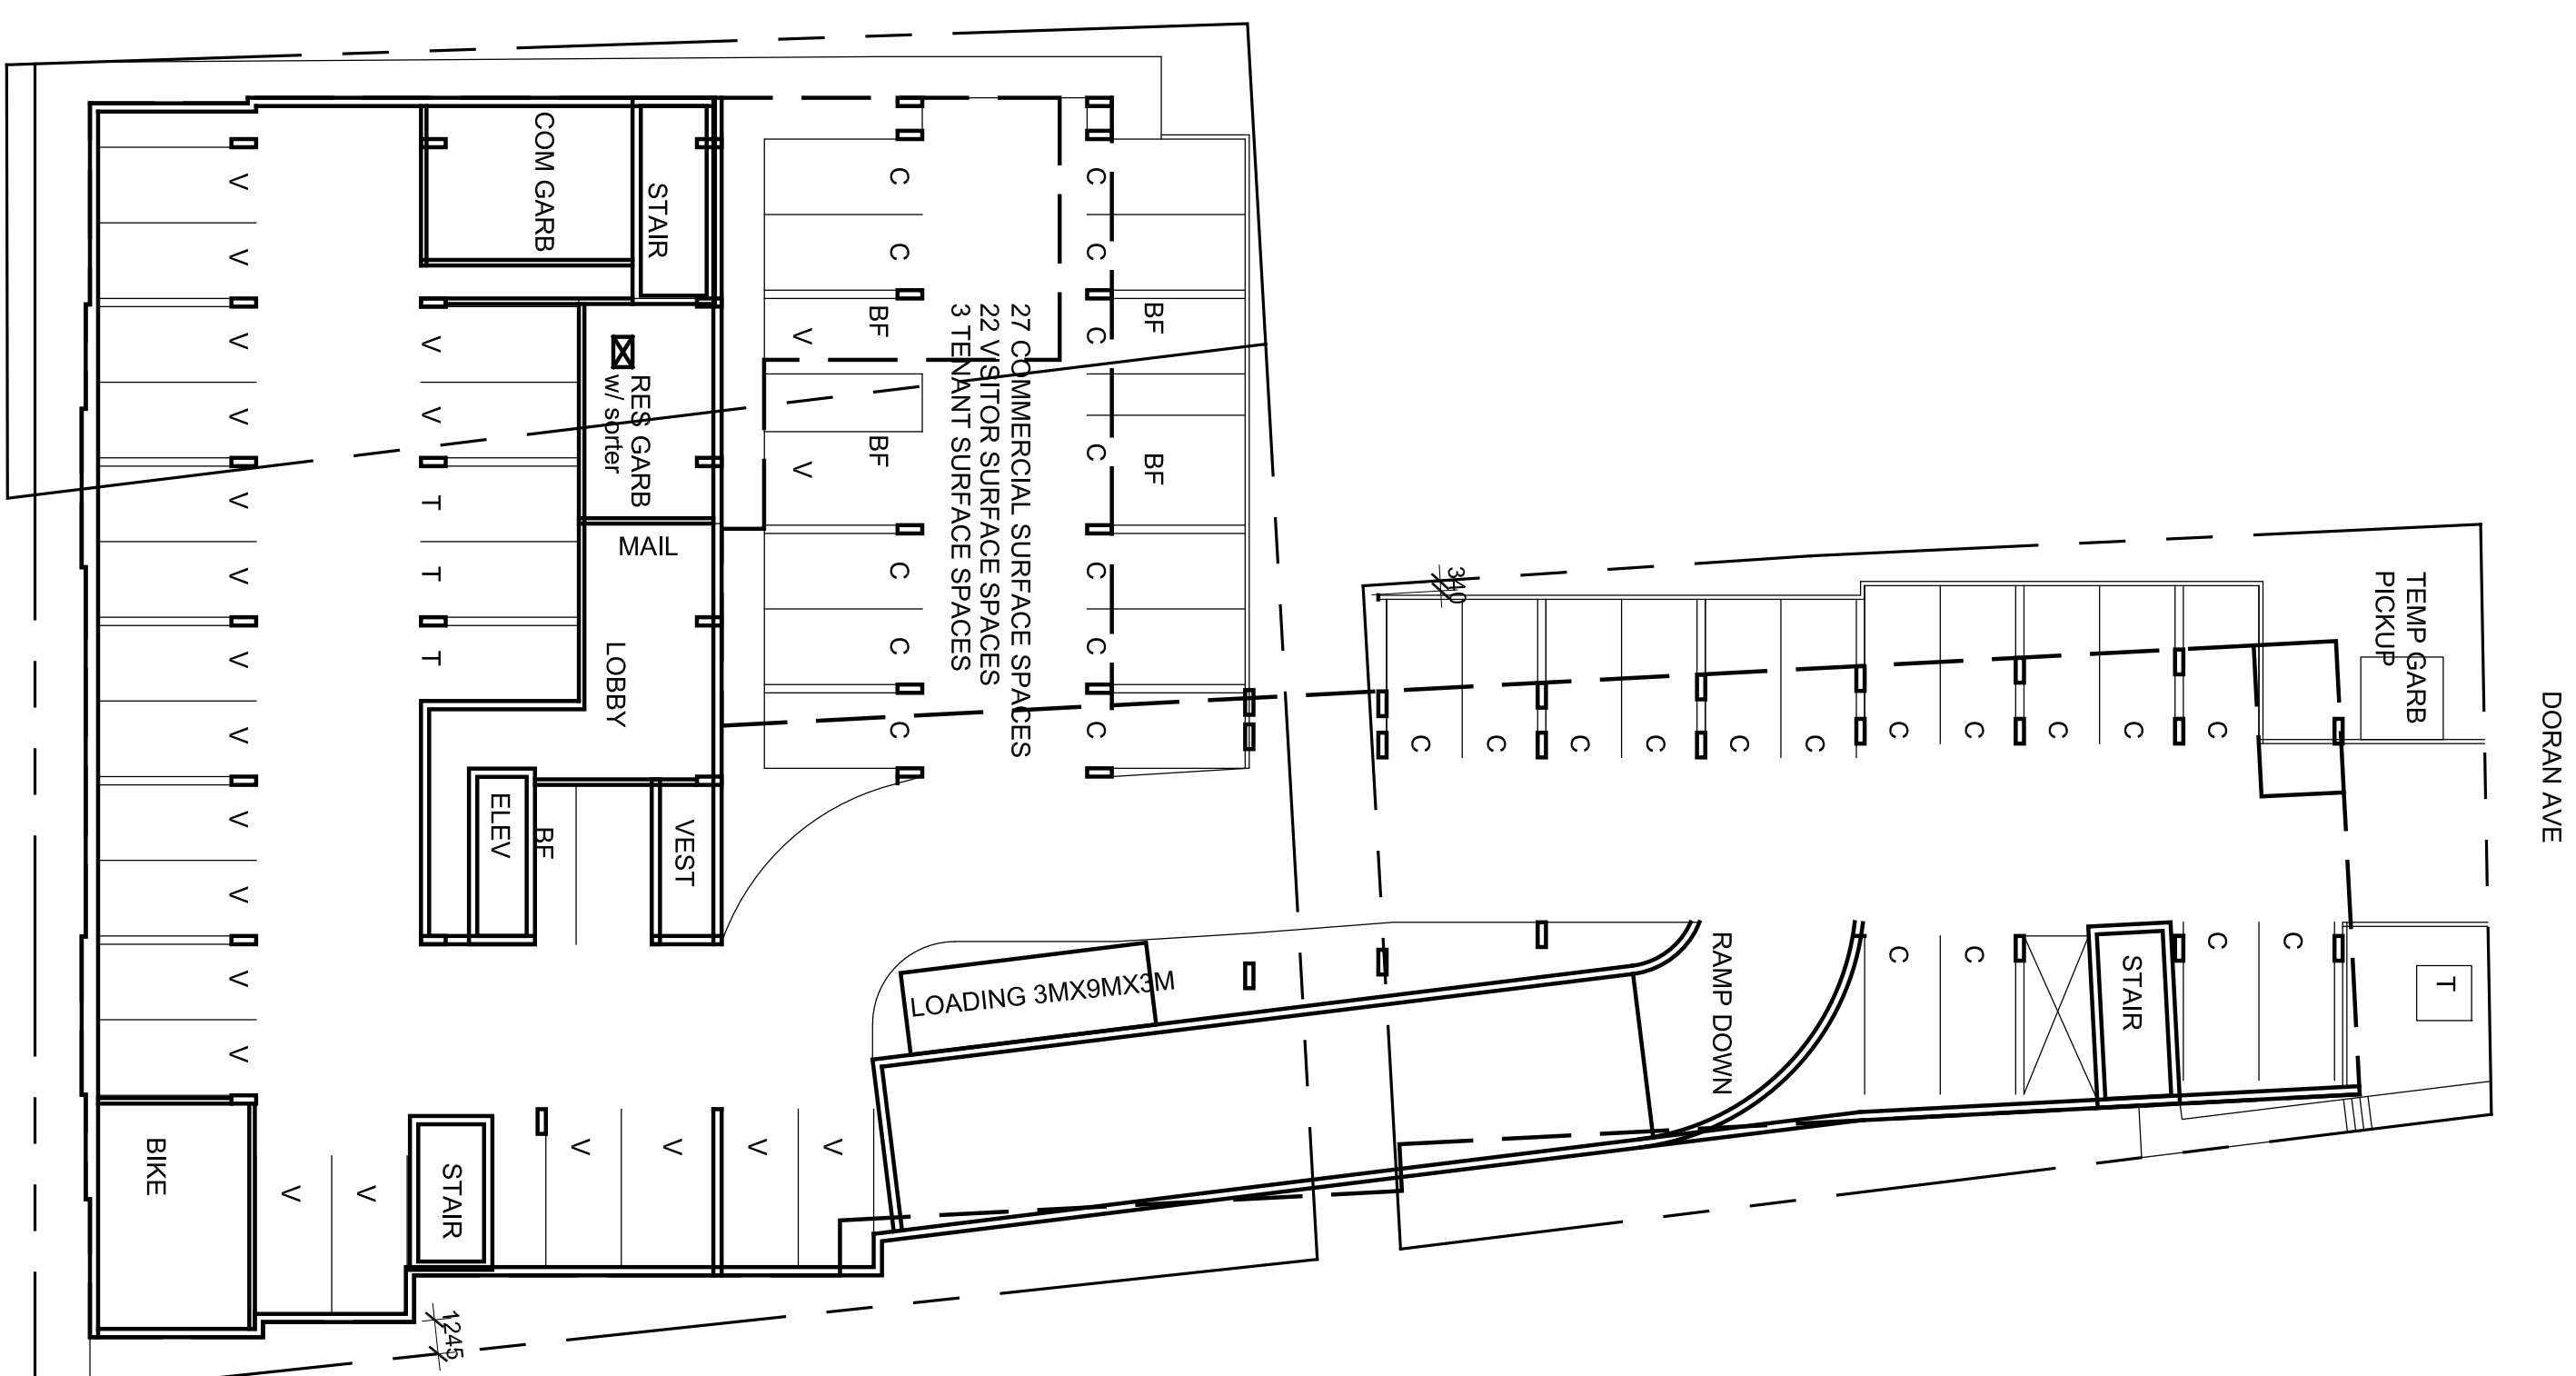 V
V
V
V
V
V
V
V
V
V
V
V
COM GARB
STAIR
V
V
T
T
T
RES GARB
w/ sorter
MAIL
LOBBY
ELEV
BF
VEST
BIKE
V
V
STAIR
V
V
V
V
1245
C
C
V
BF
V
BF
C
C
C
27 COMMERCIAL SURFACE SPACES
22 VISITOR SURFACE SPACES
3 TENANT SURFACE SPACES
C
C
C
BF
C
BF
C
C
C
LOADING 3MX9MX3M
340
C
C
C
C
C
C
C
C
C
C
C
RAMP DOWN
C
C
STAIR
C
C
TEMP GARB
PICKUP
T
DORAN AVE